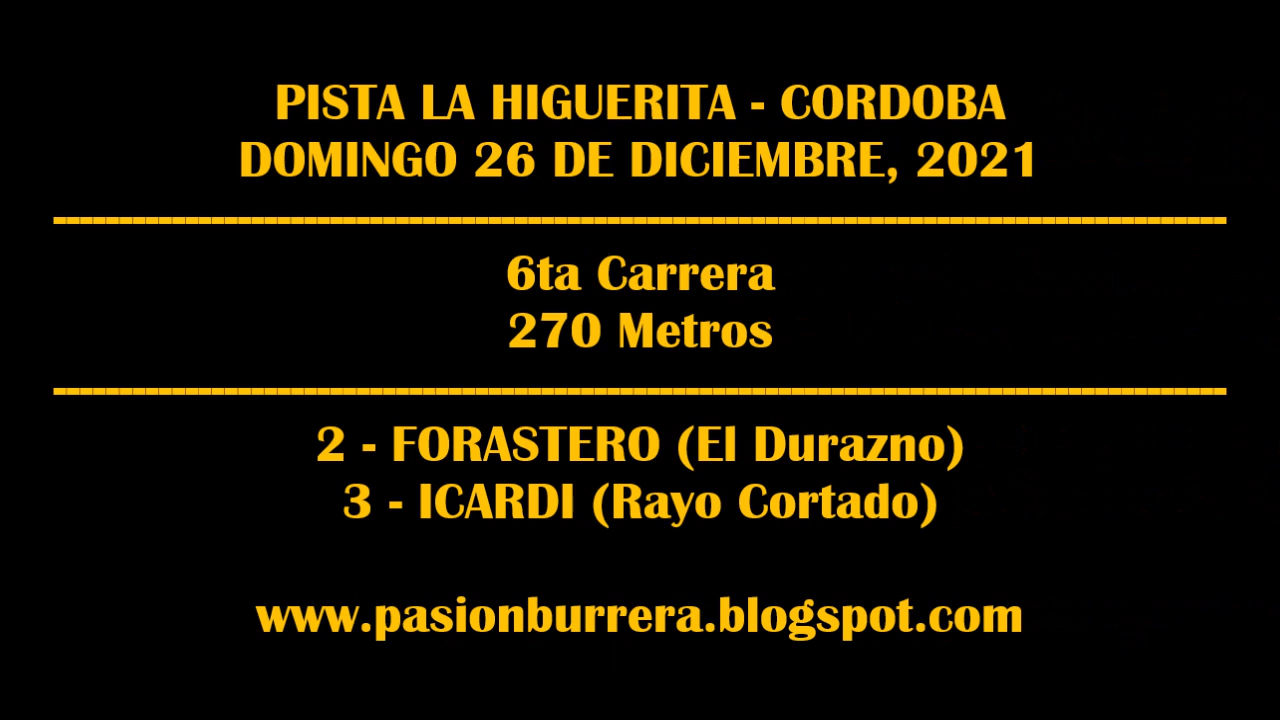 PISTA LA HIGUERITA - CORDOBA
DOMINGO 26 DE DICIEMBRE, 2021
6ta Carrera
270 Metros
2 - FORASTERO (El Durazno)
3 - ICARDI (Rayo Cortado)
www.pasionburrera.blogspot.com